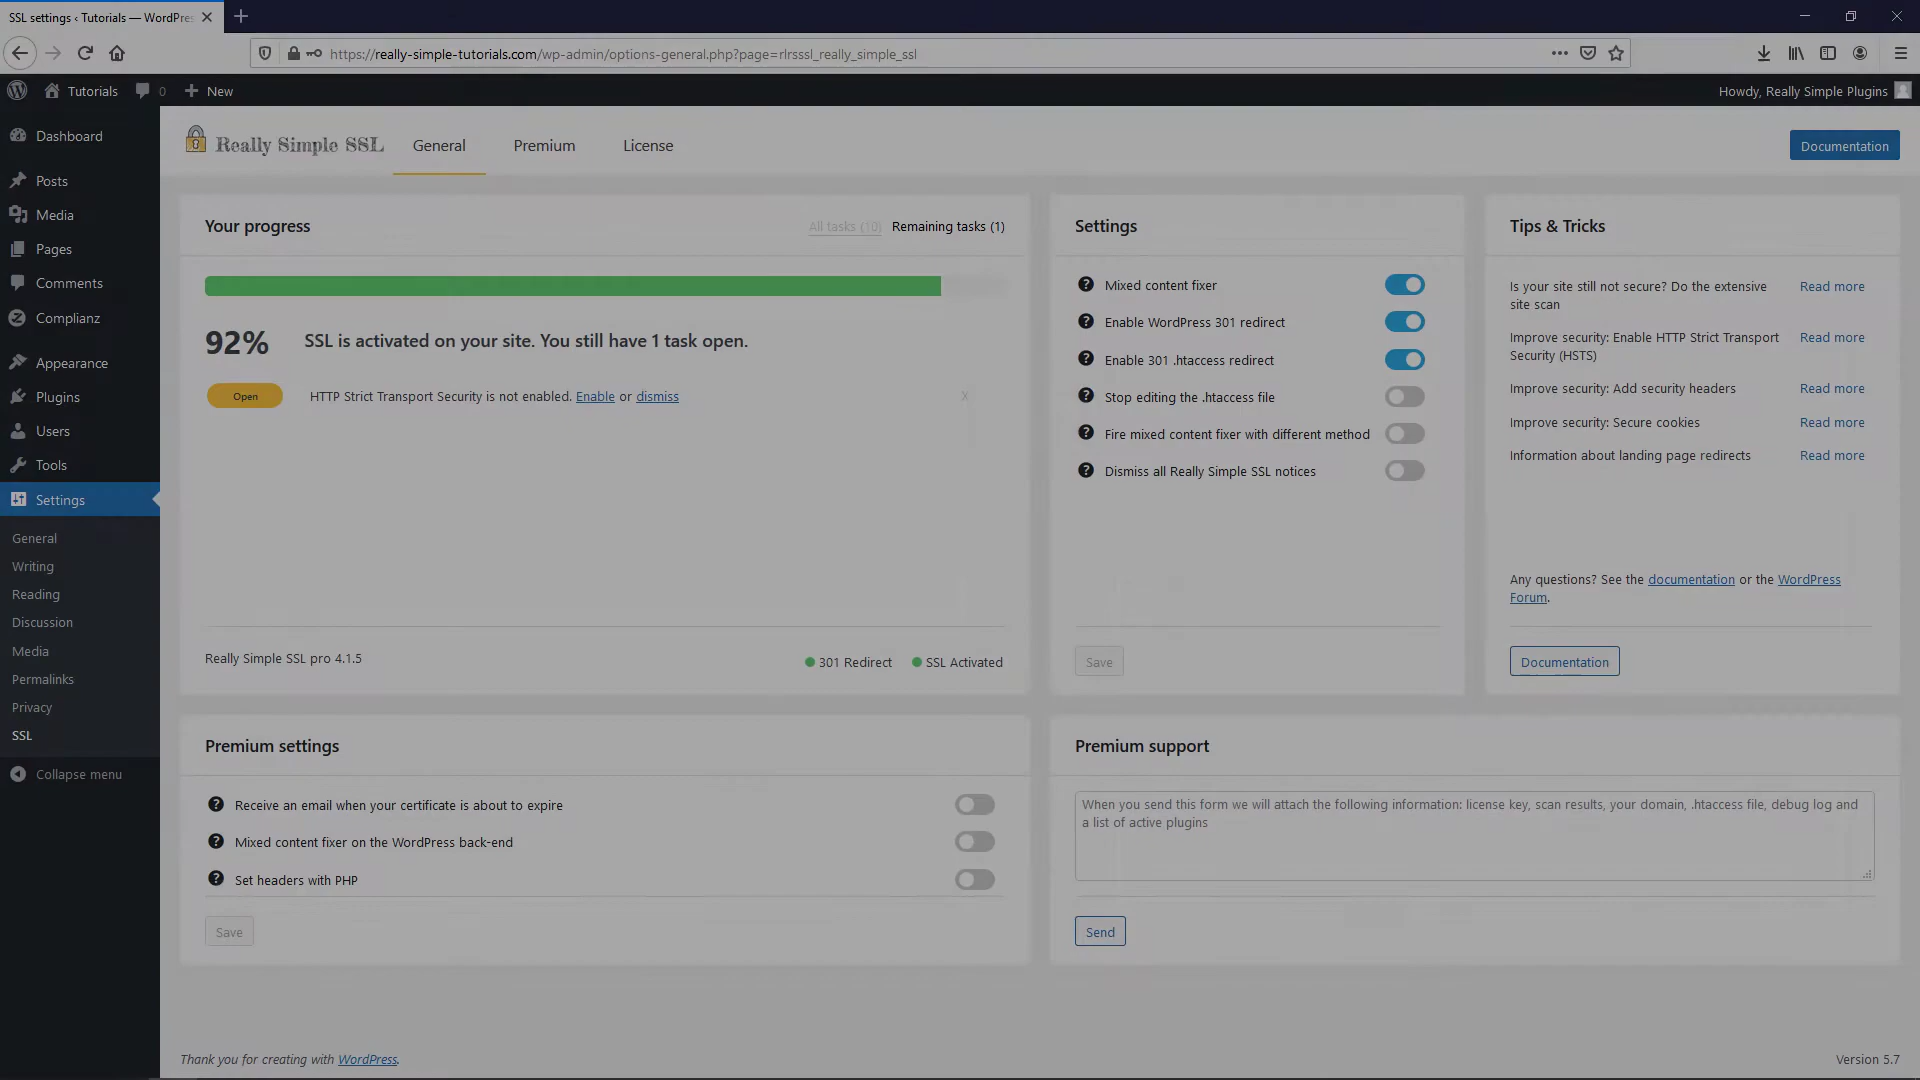 SSL settings ‹ Tutorials — WordPres
https://really-simple-tutorials.com/wp-admin/options-general.php?page=rlrsssl_really_simple_ssl
Tutorials 0 New
Howdy, Really Simple Plugins
Dashboard
Posts
Media
Pages
Comments
Complianz
Appearance
Plugins
Users
Tools
Settings
General
Writing
Reading
Discussion
Media
Permalinks
Privacy
SSL
Collapse menu
Really Simple SSL General Premium License
Documentation
Your progress
All tasks (10) Remaining tasks (1)
92% SSL is activated on your site. You still have 1 task open.
Open HTTP Strict Transport Security is not enabled. Enable or dismiss X
Really Simple SSL pro 4.1.5
301 Redirect SSL Activated
Settings
Mixed content fixer
Enable WordPress 301 redirect
Enable 301 .htaccess redirect
Stop editing the .htaccess file
Fire mixed content fixer with different method
Dismiss all Really Simple SSL notices
Save
Tips & Tricks
Is your site still not secure? Do the extensive Read more
site scan
Improve security: Enable HTTP Strict Transport Read more
Security (HSTS)
Improve security: Add security headers Read more
Improve security: Secure cookies Read more
Information about landing page redirects Read more
Any questions? See the documentation or the WordPress
Forum.
Documentation
Premium settings
Receive an email when your certificate is about to expire
Mixed content fixer on the WordPress back-end
Set headers with PHP
Save
Premium support
When you send this form we will attach the following information: license key, scan results, your domain, .htaccess file, debug log and
a list of active plugins
Send
Thank you for creating with WordPress.
Version 5.7